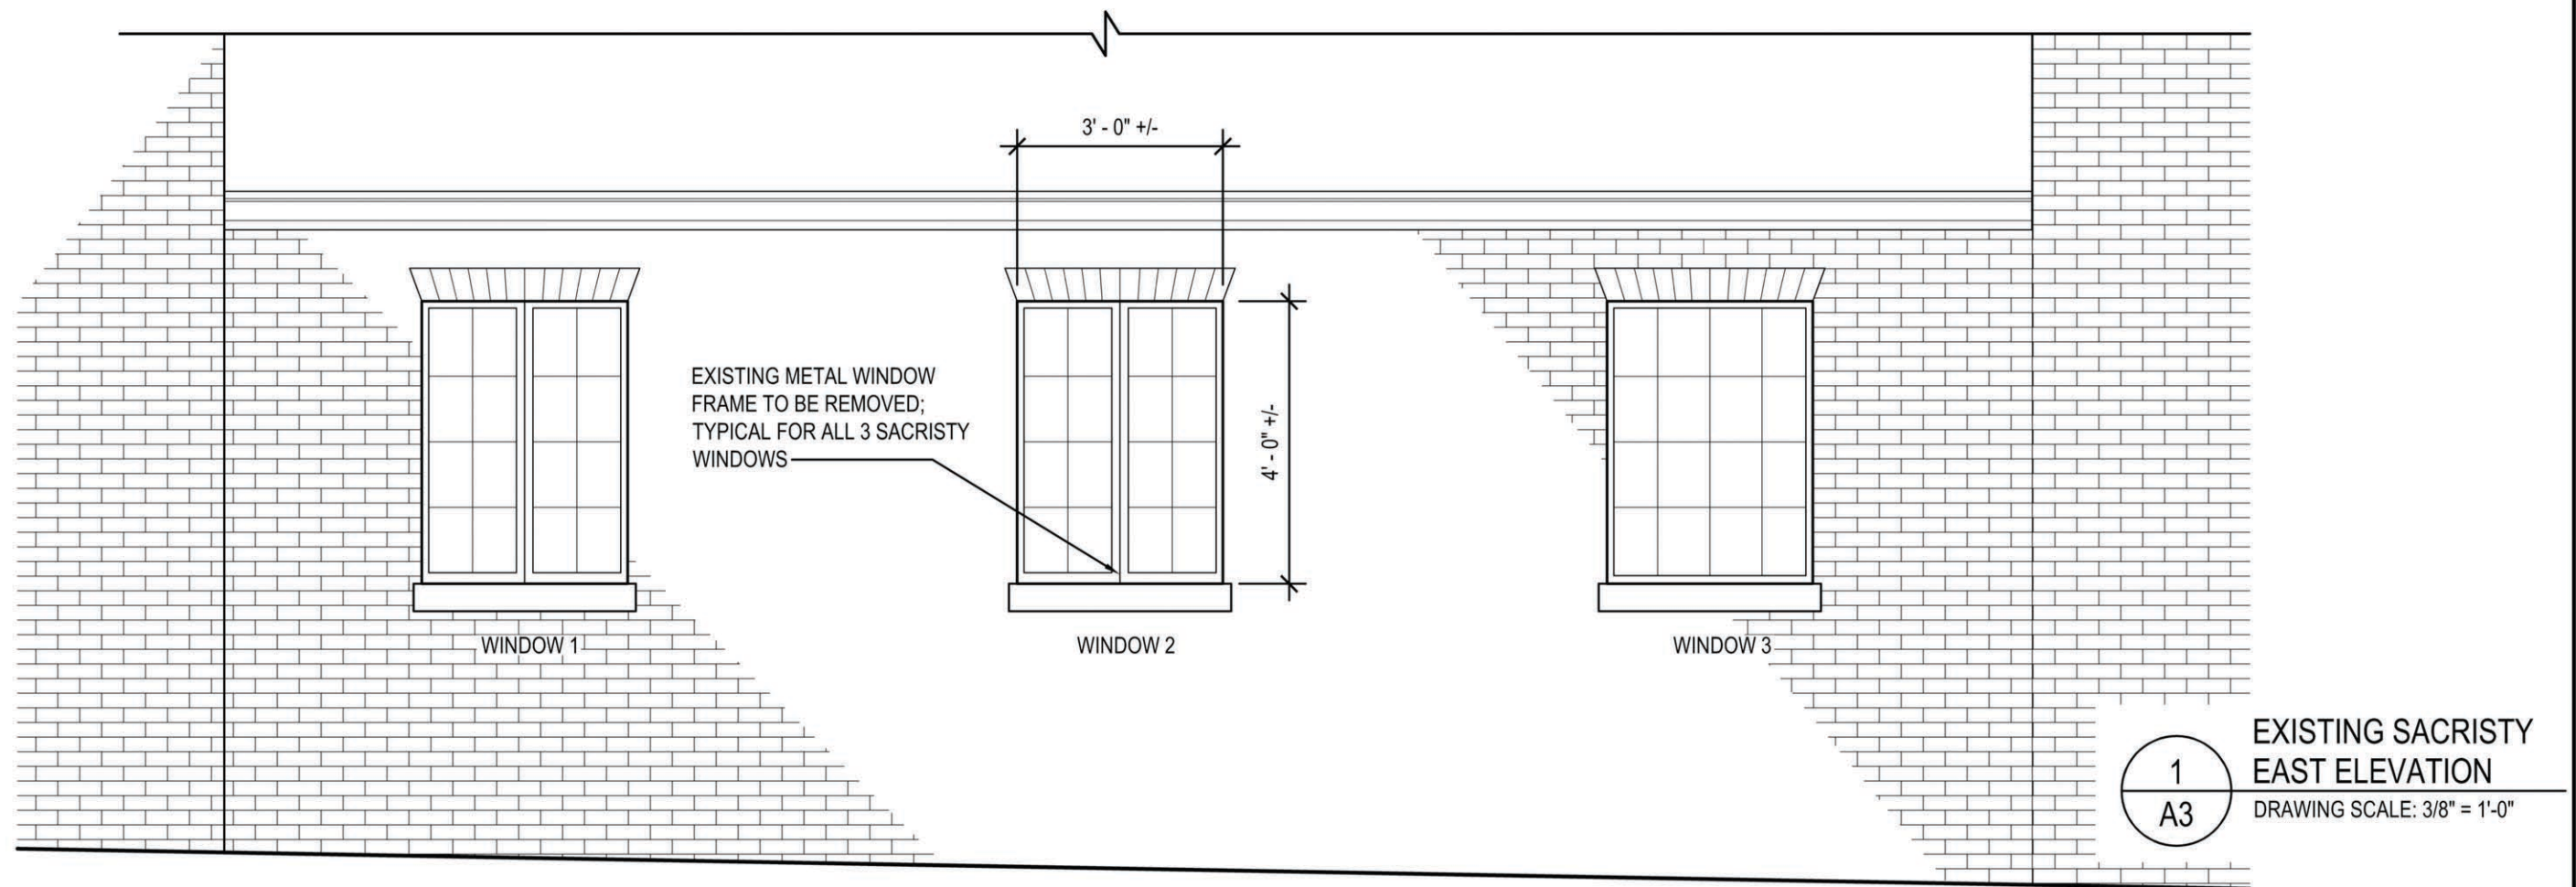 3' - 0" +/-
EXISTING METAL WINDOW
FRAME TO BE REMOVED;
TYPICAL FOR ALL 3 SACRISTY
WINDOWS
4' - 0" +/-
WINDOW 1
WINDOW 2
WINDOW 3
1
A3
EXISTING SACRISTY
EAST ELEVATION
DRAWING SCALE: 3/8" = 1'-0"